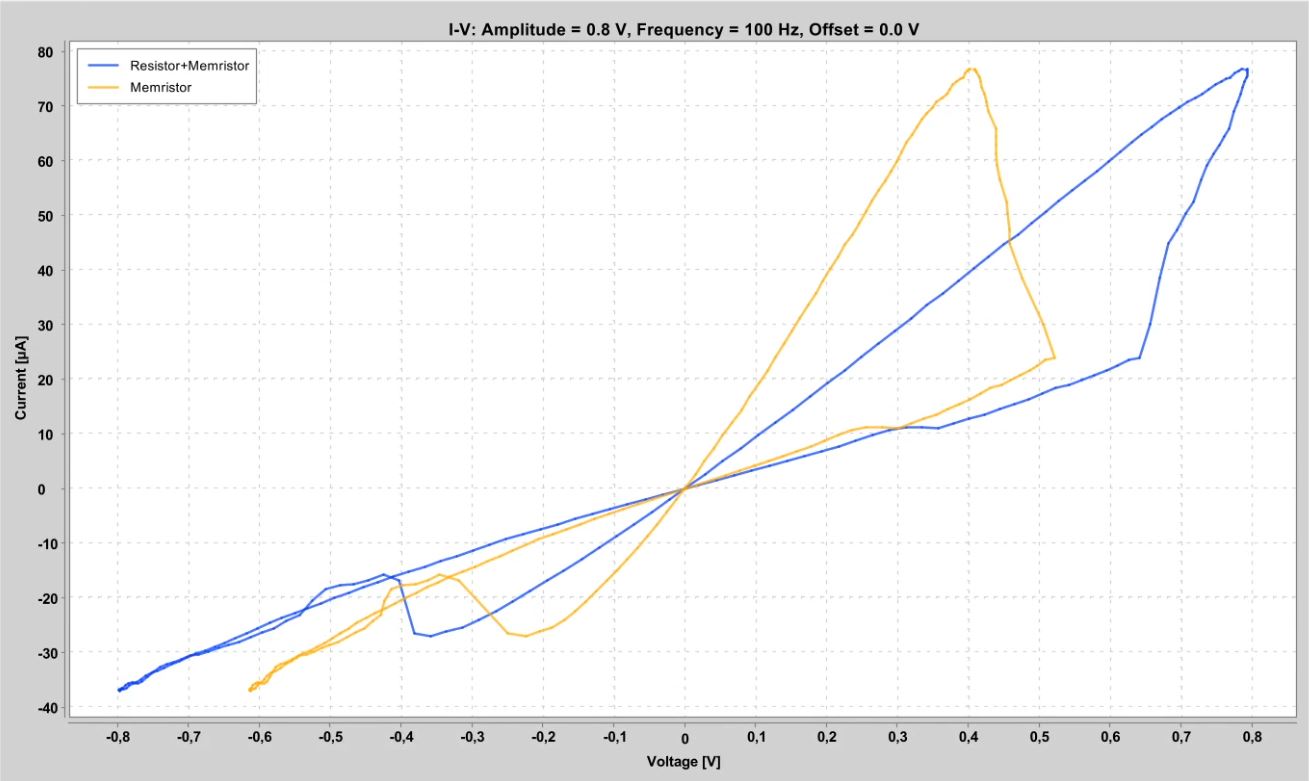 I-V: Amplitude = 0.8 V, Frequency = 100 Hz, Offset = 0.0 V
Resistor+Memristor
Memristor
80
70
60
50
40
30
20
10
0
-10
-20
-30
-40
Current [µA]
-0,8 -0,7 -0,6 -0,5 -0,4 -0,3 -0,2 -0,1 0 0,1 0,2 0,3 0,4 0,5 0,6 0,7 0,8
Voltage [V]